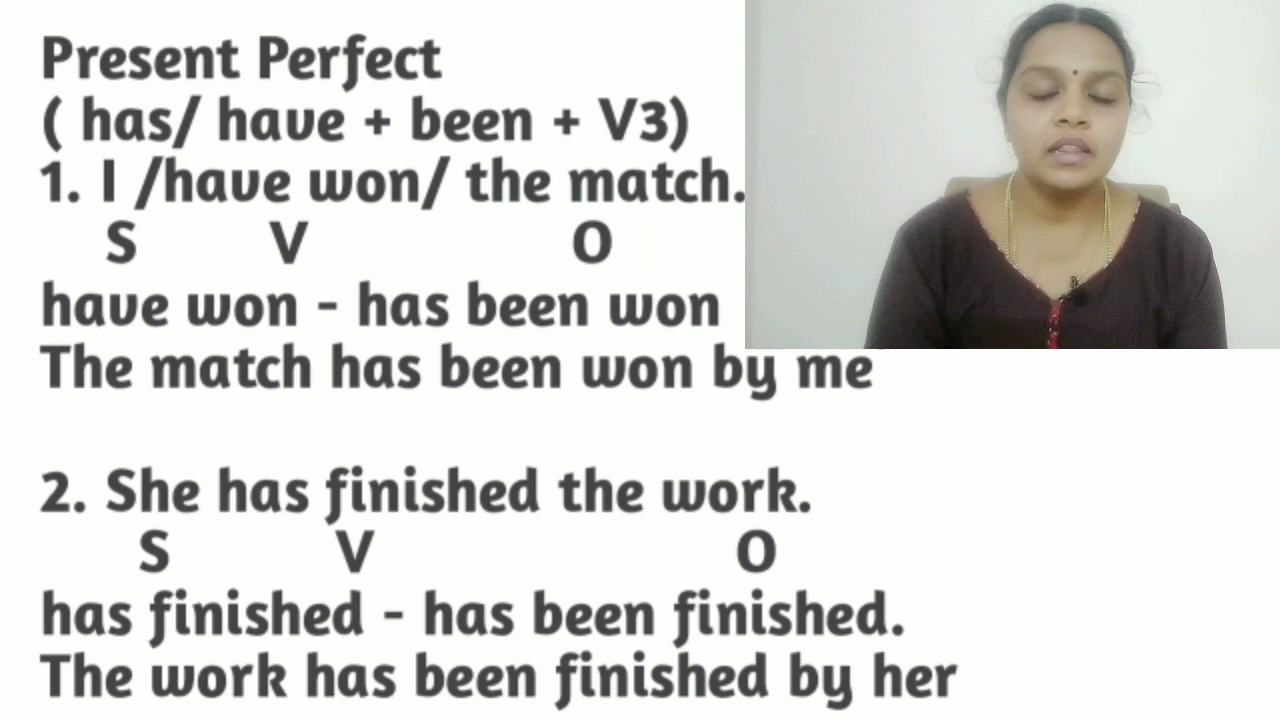 Present Perfect
( has/ have + been + V3)
1. I /have won/ the match.
S V O
have won - has been won
The match has been won by me
2. She has finished the work.
S V O
has finished - has been finished.
The work has been finished by her